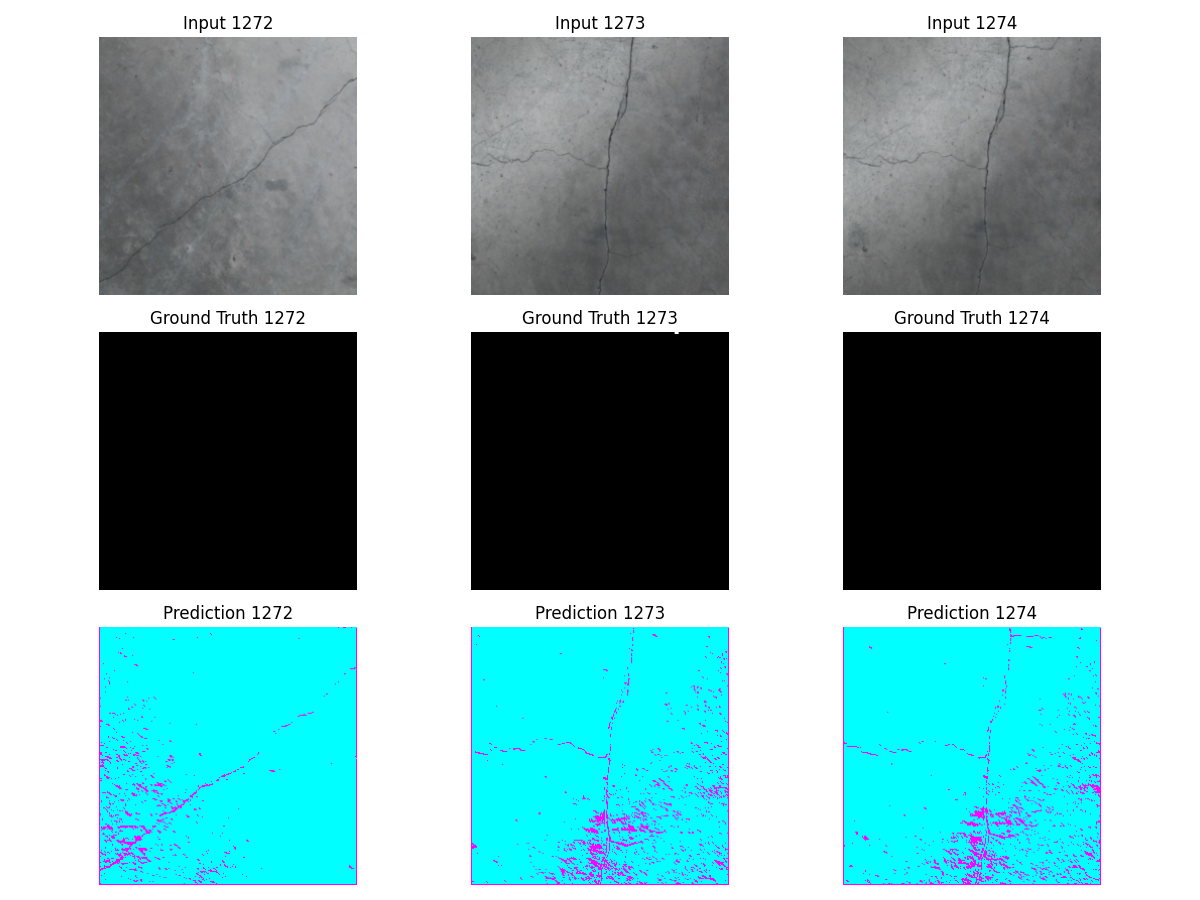 Input 1272
Input 1273
Input 1274
Ground Truth 1272
Ground Truth 1273
Ground Truth 1274
Prediction 1272
Prediction 1273
Prediction 1274